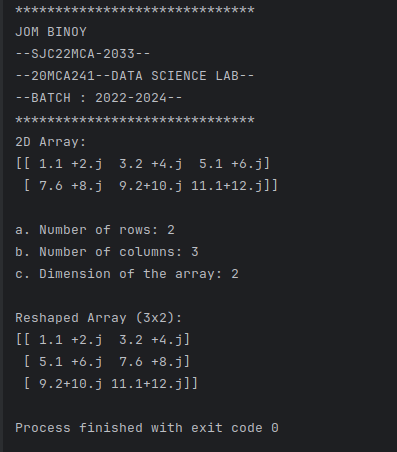 ******************************
JOM BINOY
--SJC22MCA-2033--
--20MCA241--DATA SCIENCE LAB--
--BATCH : 2022-2024--
******************************
2D Array:
[[ 1.1 +2.j  3.2 +4.j  5.1 +6.j]
 [ 7.6 +8.j  9.2+10.j 11.1+12.j]]

a. Number of rows: 2
b. Number of columns: 3
c. Dimension of the array: 2

Reshaped Array (3x2):
[[ 1.1 +2.j  3.2 +4.j]
 [ 5.1 +6.j  7.6 +8.j]
 [ 9.2+10.j 11.1+12.j]]

Process finished with exit code 0